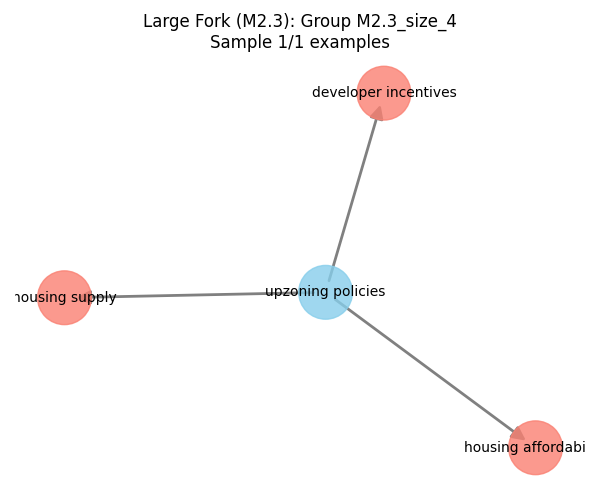 Large Fork (M2.3): Group M2.3_size_4
Sample 1/1 examples
developer incentives
upzoning policies
housing supply
housing affordabi